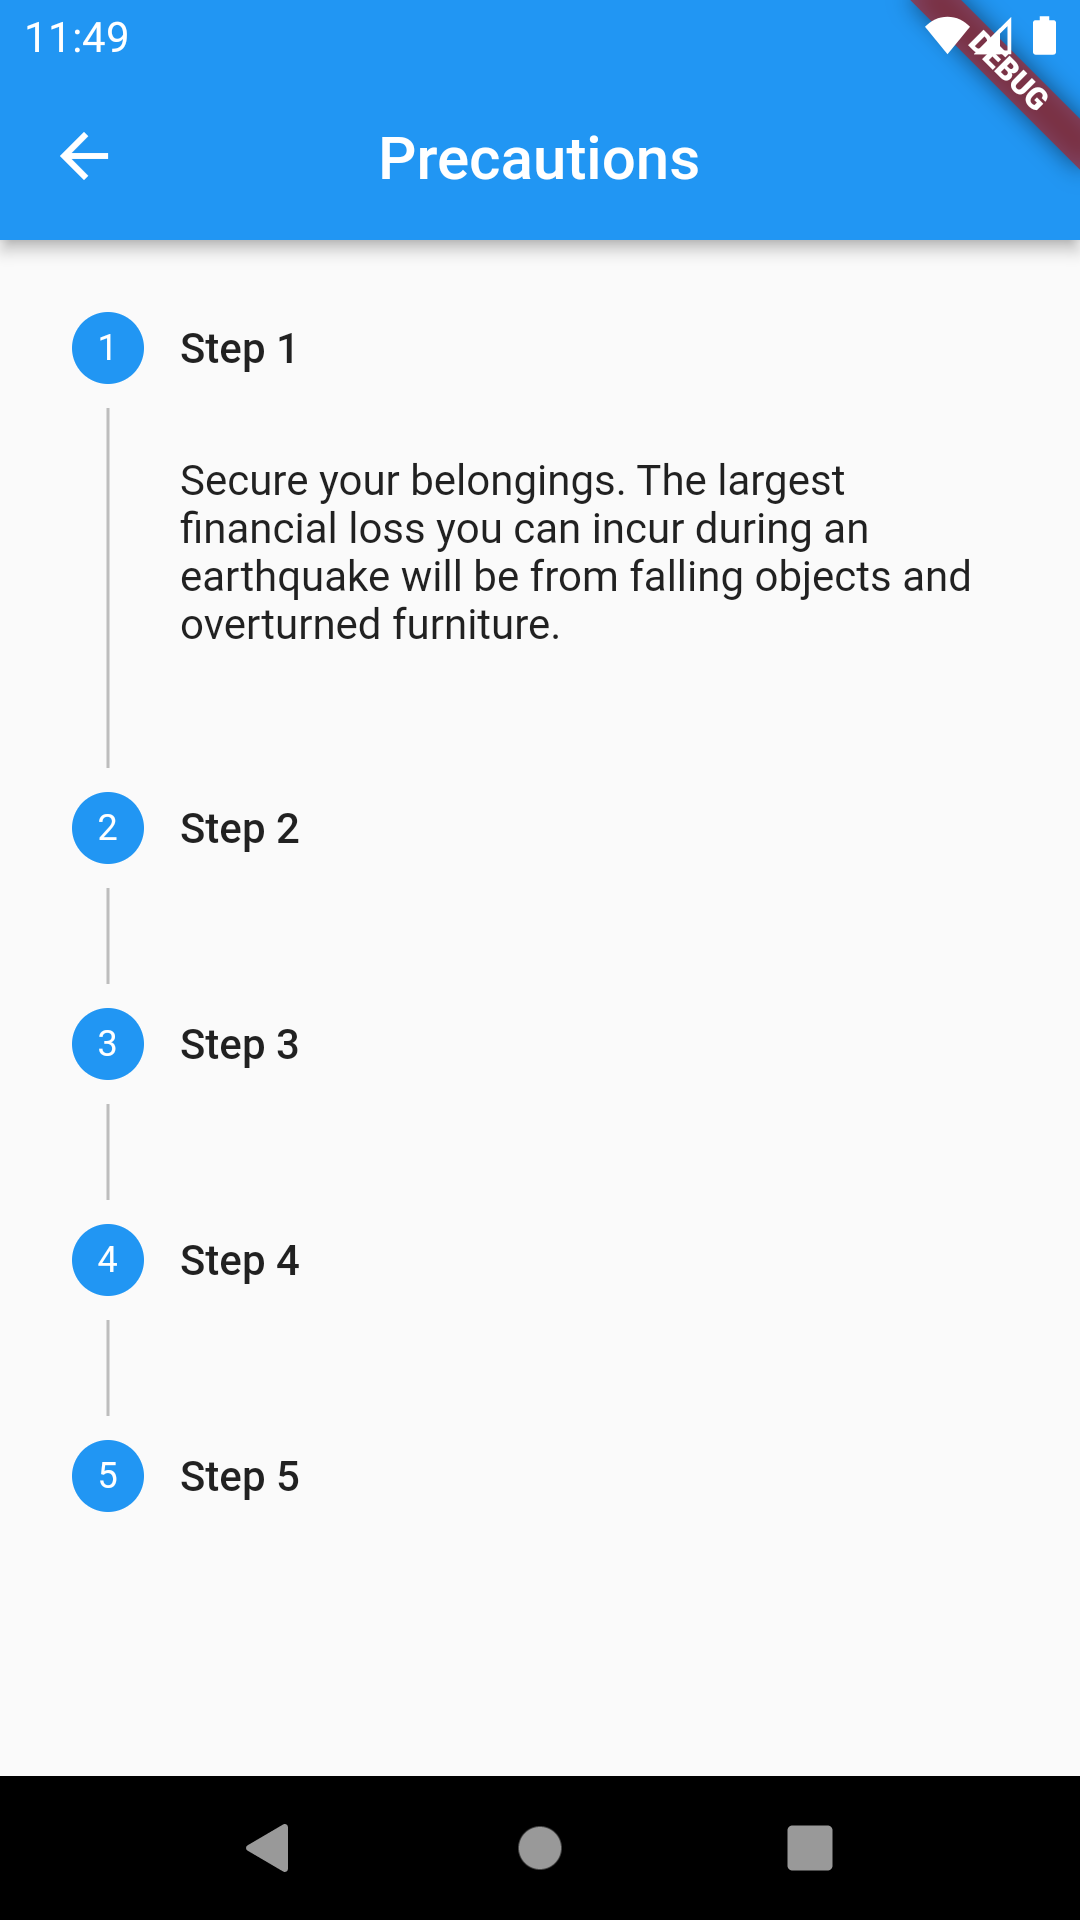 11:49
DEBUG
Precautions
1 Step 1
Secure your belongings. The largest
financial loss you can incur during an
earthquake will be from falling objects and
overturned furniture.
2 Step 2
3 Step 3
4 Step 4
5 Step 5